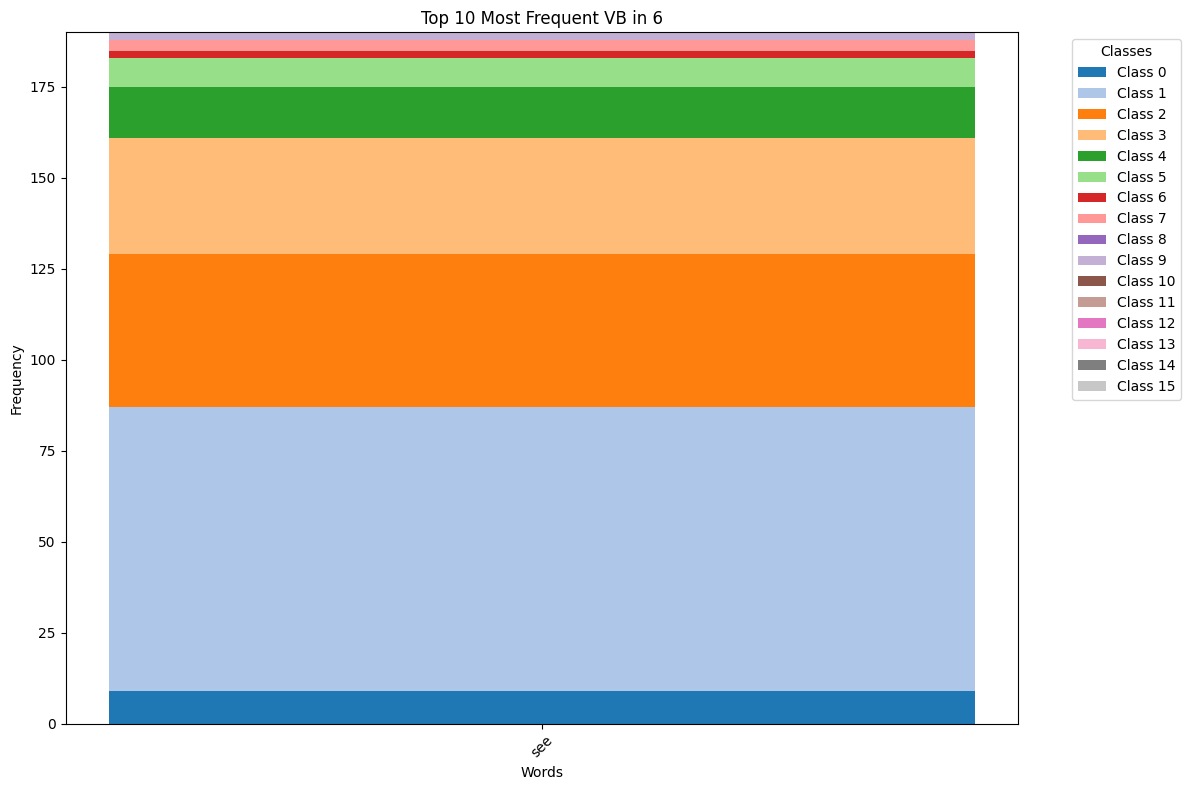 Top 10 Most Frequent VB in 6
Frequency
175
150
125
100
75
50
25
0
see
Words
Classes
Class 0
Class 1
Class 2
Class 3
Class 4
Class 5
Class 6
Class 7
Class 8
Class 9
Class 10
Class 11
Class 12
Class 13
Class 14
Class 15